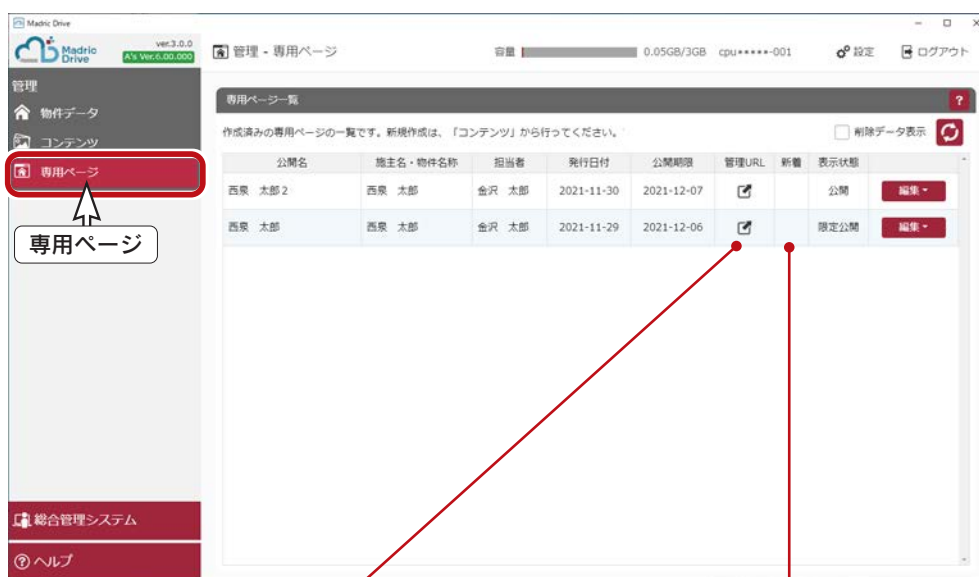 Madric Drive
Madric Drive
ver.3.0.0
A's Ver.6.00.000
管理 - 専用ページ
容量
0.05GB/3GB
cpu*****-001
設定
ログアウト
管理
物件データ
コンテンツ
専用ページ
専用ページ
専用ページ一覧
?
作成済みの専用ページの一覧です。新規作成は、「コンテンツ」から行ってください。
削除データ表示
公開名 施主名・物件名称 担当者 発行日付 公開期限 管理URL 新着 表示状態
西泉 太郎2 西泉 太郎 金沢 太郎 2021-11-30 2021-12-07 公開 編集
西泉 太郎 西泉 太郎 金沢 太郎 2021-11-29 2021-12-06 限定公開 編集
総合管理システム
?ヘルプ